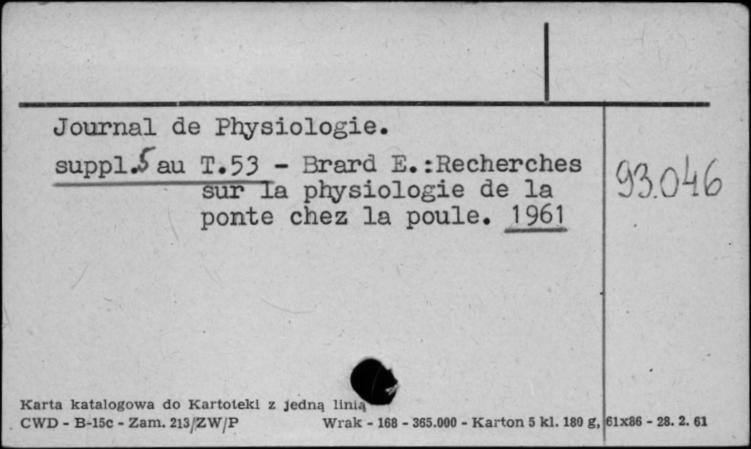 Journal de Physiologie.
suppl.5 au T.53 - Brard E.:Recherches
sur la physiologie de la
ponte chez la poule. 1961
93.046
Karta katalogowa do Kartoteki z jedną linią
CWD - B-15c - Zam. 213/ZW/P Wrak - 168 - 365.000 - Karton 5 kl. 180 g, 61x86 - 28. 2. 61